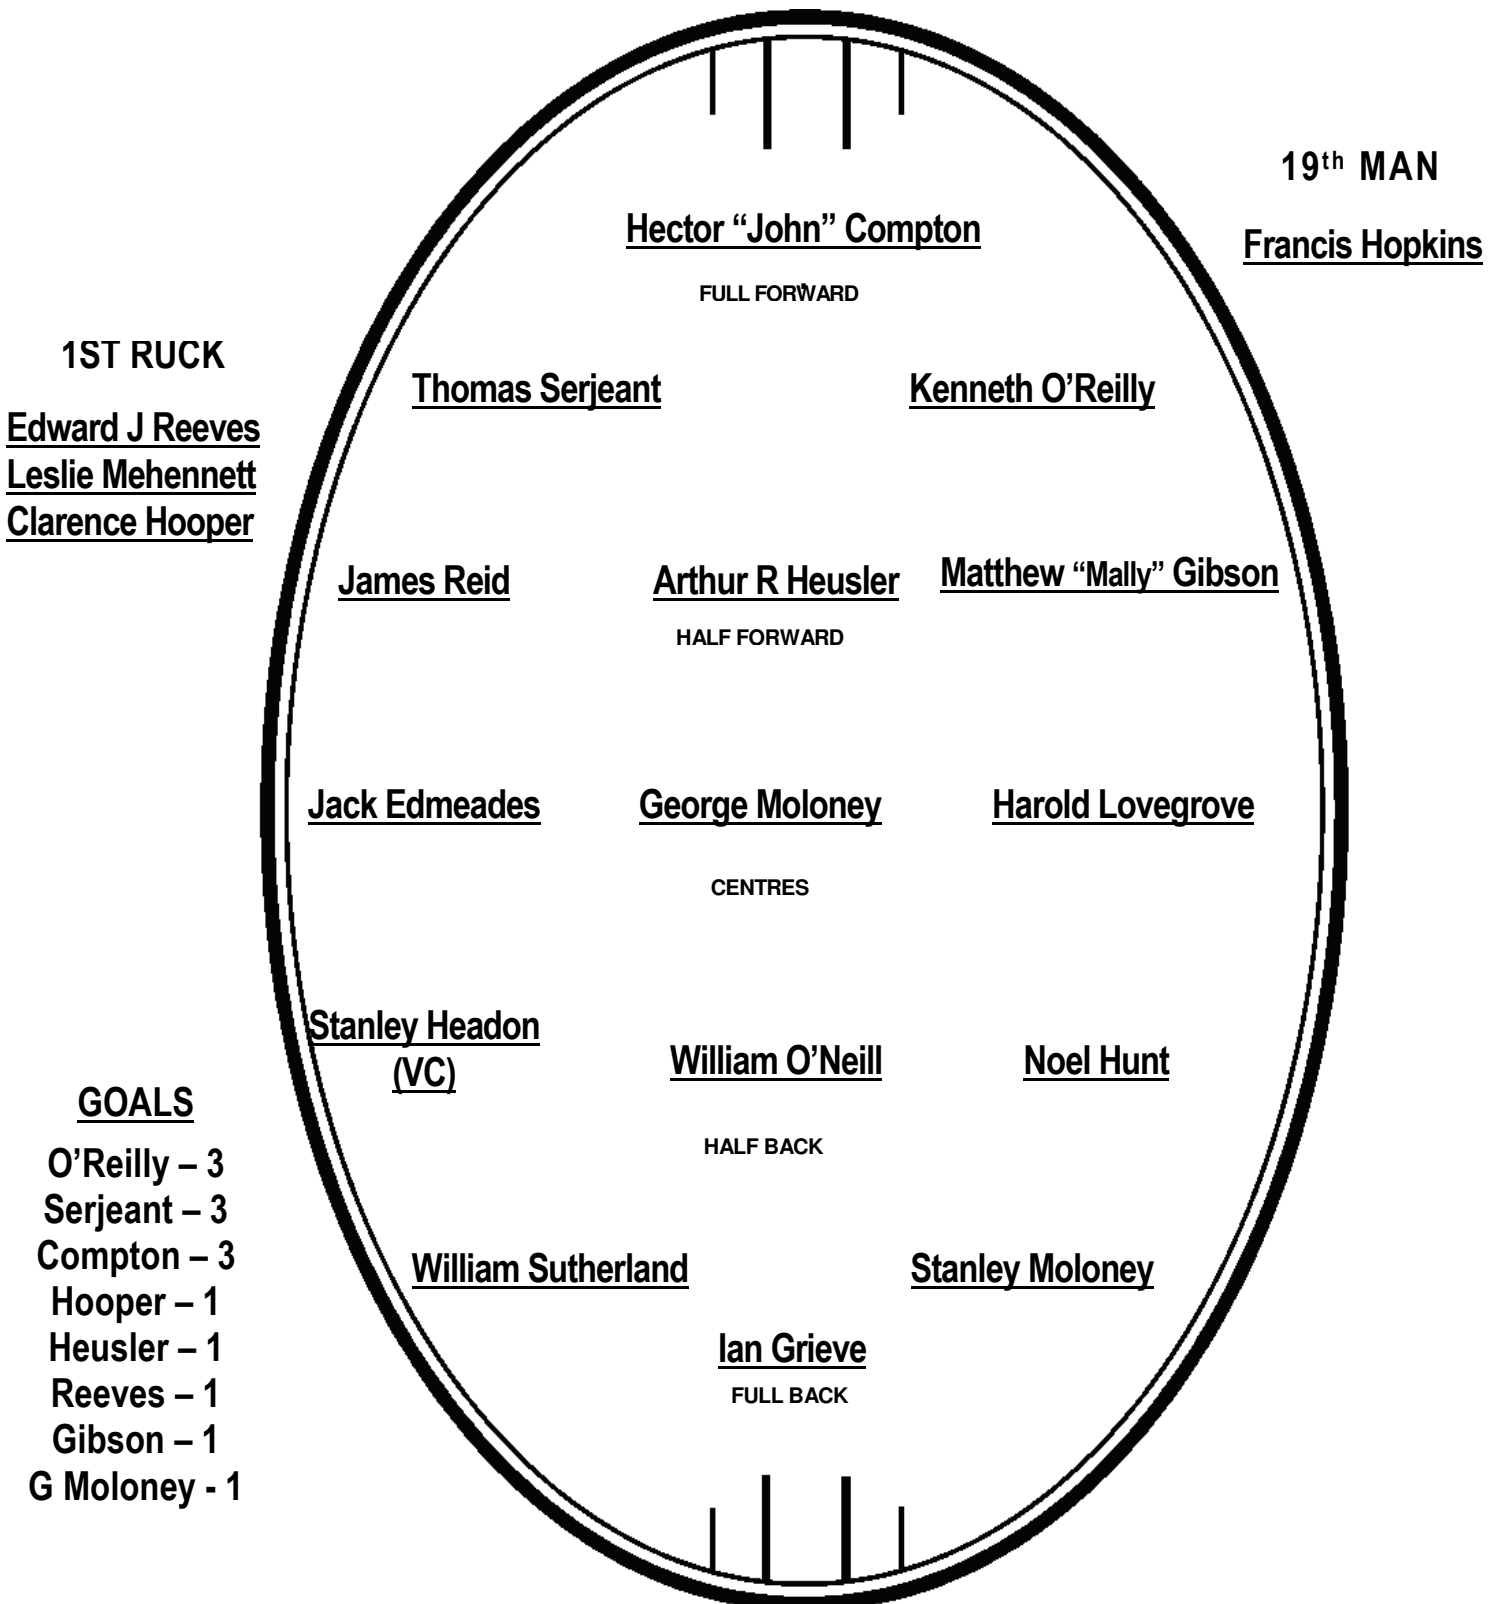 19th MAN
Hector “John” Compton
Francis Hopkins
FULL FORWARD
1ST RUCK
Thomas Serjeant
Kenneth O’Reilly
Edward J Reeves
Leslie Mehennett
Clarence Hooper
James Reid
Arthur R Heusler
Matthew “Mally” Gibson
HALF FORWARD
Jack Edmeades
George Moloney
Harold Lovegrove
CENTRES
Stanley Headon
(VC)
William O’Neill
Noel Hunt
HALF BACK
GOALS
O’Reilly – 3
Serjeant – 3
Compton – 3
Hooper – 1
Heusler – 1
Reeves – 1
Gibson – 1
G Moloney - 1
William Sutherland
Stanley Moloney
Ian Grieve
FULL BACK